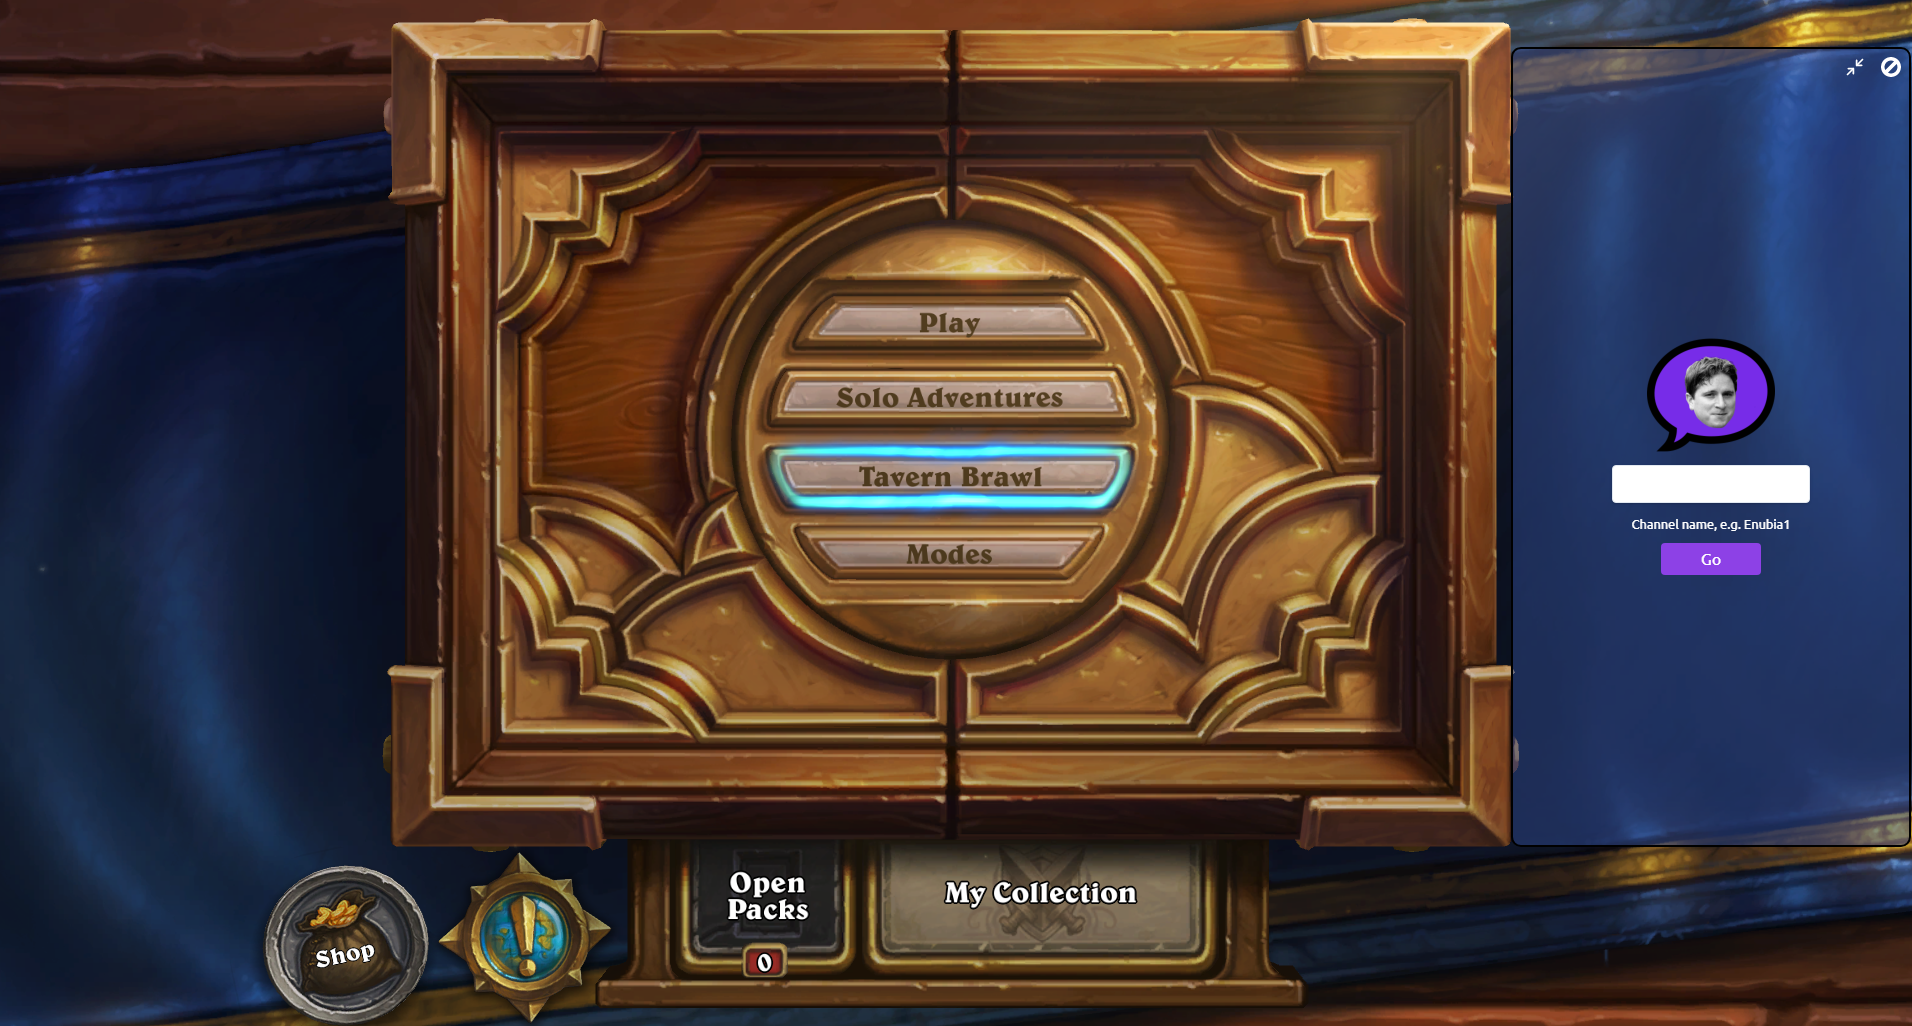 Play
Solo Adventures
Tavern Brawl
Modes
Channel name, e.g. Enubia1
Go
Open
Packs
0
My Collection
Shop